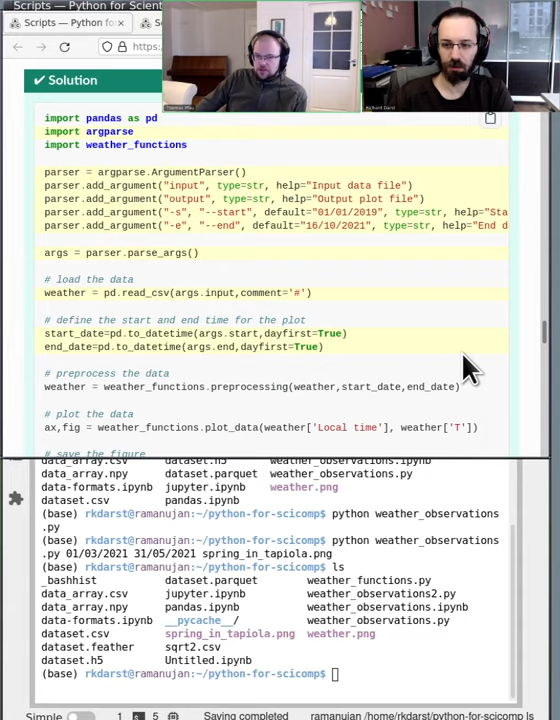 Scripts — Python for Scien
Scripts — Python fo
Sc
https:
✔ Solution
import pandas as pd
import argparse
import weather_functions
parser = argparse.ArgumentParser()
parser.add_argument("input", type=str, help="Input data file")
parser.add_argument("output", type=str, help="Output plot file")
parser.add_argument("-s", "--start", default="01/01/2019", type=str, help="Sta
parser.add_argument("-e", "--end", default="16/10/2021", type=str, help="End d
args = parser.parse_args()
# load the data
weather = pd.read_csv(args.input,comment='#')
# define the start and end time for the plot
start_date=pd.to_datetime(args.start,dayfirst=True)
end_date=pd.to_datetime(args.end,dayfirst=True)
# preprocess the data
weather = weather_functions.preprocessing(weather,start_date,end_date)
# plot the data
ax,fig = weather_functions.plot_data(weather['Local time'], weather['T'])
# save the figure
data_array.csv dataset.h5 weather_observations.ipynb
data_array.npy dataset.parquet weather_observations.py
data-formats.ipynb jupyter.ipynb weather.png
dataset.csv pandas.ipynb
(base) rkdarst@ramanujan:~/python-for-scicomp$ python weather_observations
.py
(base) rkdarst@ramanujan:~/python-for-scicomp$ python weather_observations
.py 01/03/2021 31/05/2021 spring_in_tapiola.png
(base) rkdarst@ramanujan:~/python-for-scicomp$ ls
_bashhist dataset.parquet weather_functions.py
data_array.csv jupyter.ipynb weather_observations2.py
data_array.npy pandas.ipynb weather_observations.ipynb
data-formats.ipynb __pycache__/ weather_observations.py
dataset.csv spring_in_tapiola.png weather.png
dataset.feather sqrt2.csv
dataset.h5 Untitled.ipynb
(base) rkdarst@ramanujan:~/python-for-scicomp$
Simple 1 5 Saving completed ramanujan /home/rkdarst/python-for-scicomp ls